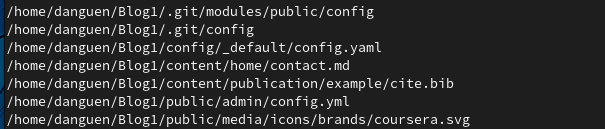 /home/danguen/Blog1/.git/modules/public/config
/home/danguen/Blog1/.git/config
/home/danguen/Blog1/config/_default/config.yaml
/home/danguen/Blog1/content/home/contact.md
/home/danguen/Blog1/content/publication/example/cite.bib
/home/danguen/Blog1/public/admin/config.yml
/home/danguen/Blog1/public/media/icons/brands/coursera.svg